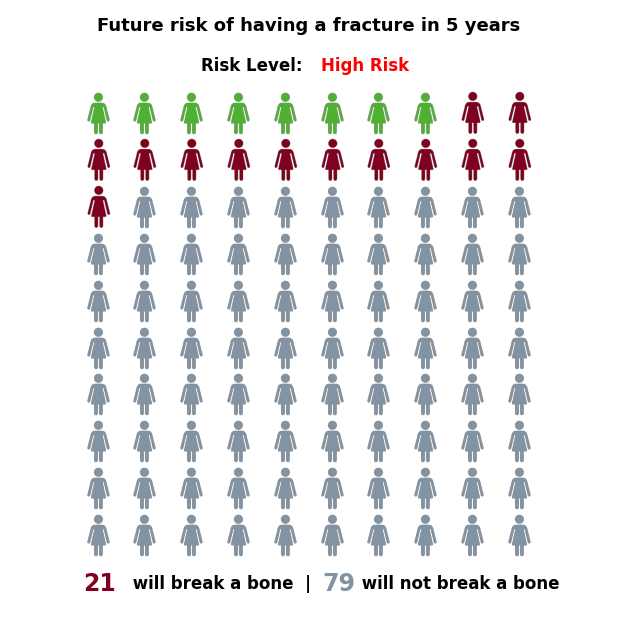 Future risk of having a fracture in 5 years
Risk Level: High Risk
21 will break a bone | 79 will not break a bone